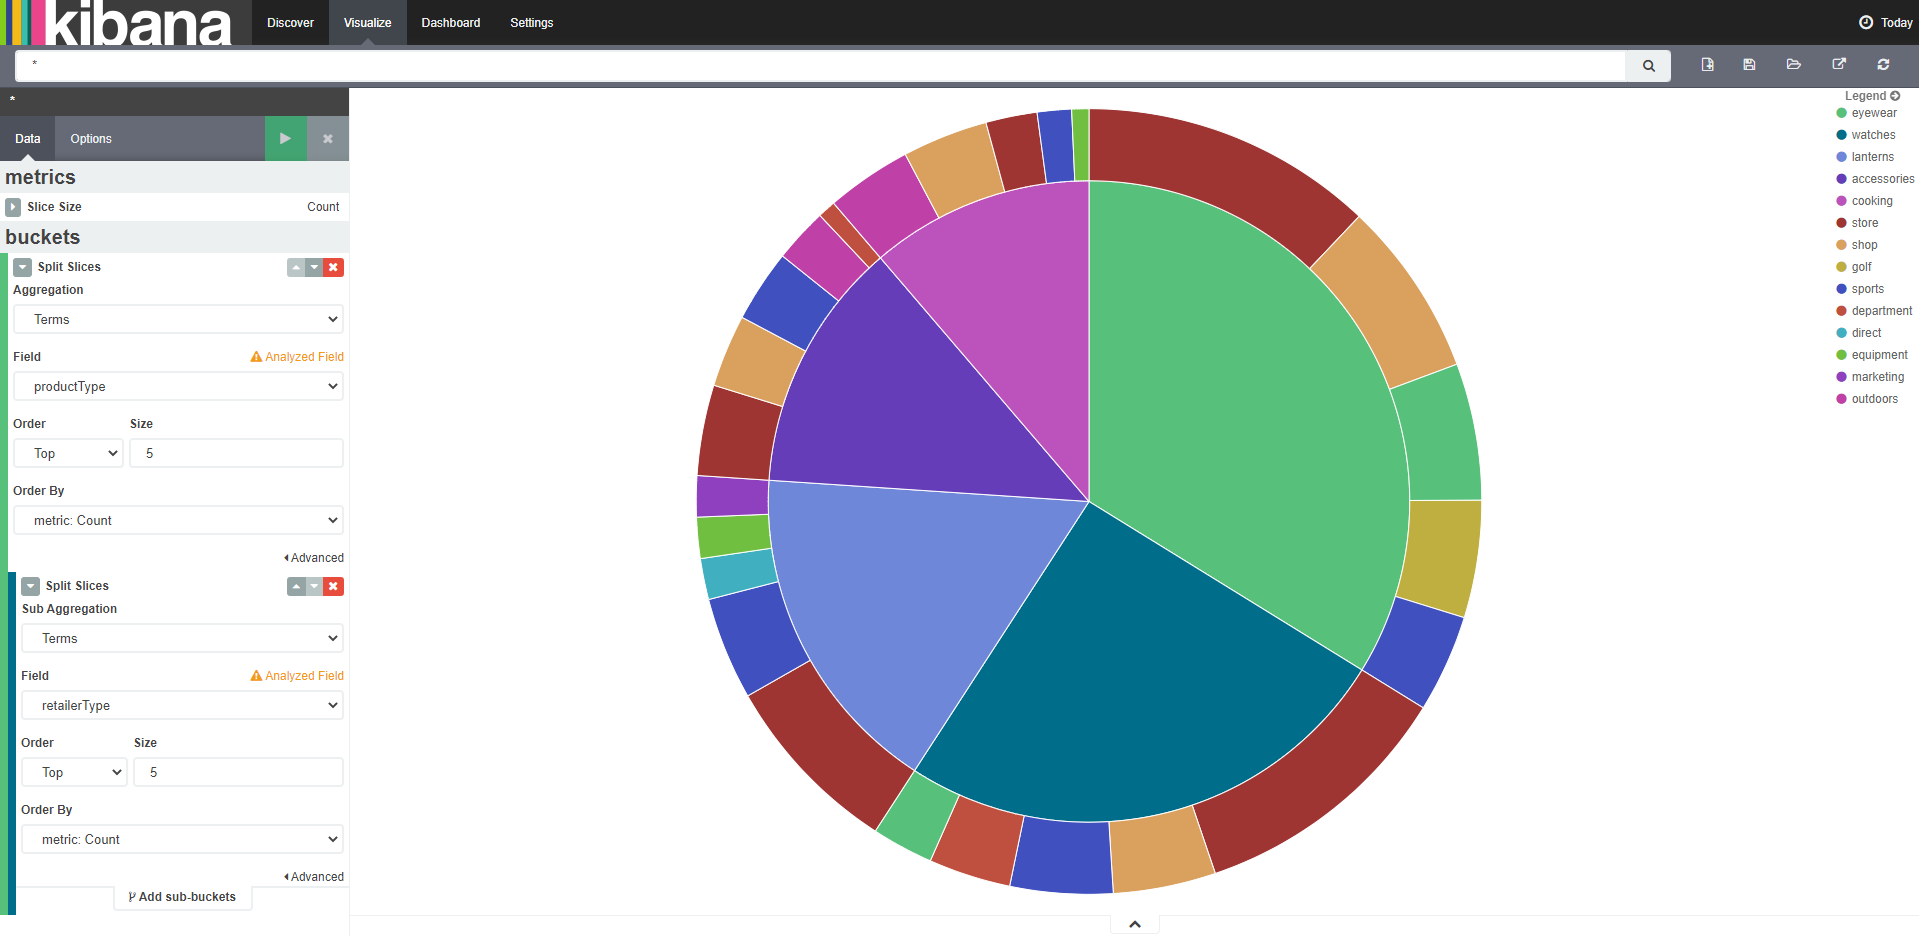 kibana Discover Visualize Dashboard Settings Today
*
*
Legend
Data Options
metrics
Slice Size Count
buckets
Split Slices
Aggregation
Terms
Field Analyzed Field
productType
Order Size
Top 5
Order By
metric: Count
Advanced
Split Slices
Sub Aggregation
Terms
Field Analyzed Field
retailerType
Order Size
Top 5
Order By
metric: Count
Advanced
Add sub-buckets
eyewear
watches
lanterns
accessories
cooking
store
shop
golf
sports
department
direct
equipment
marketing
outdoors